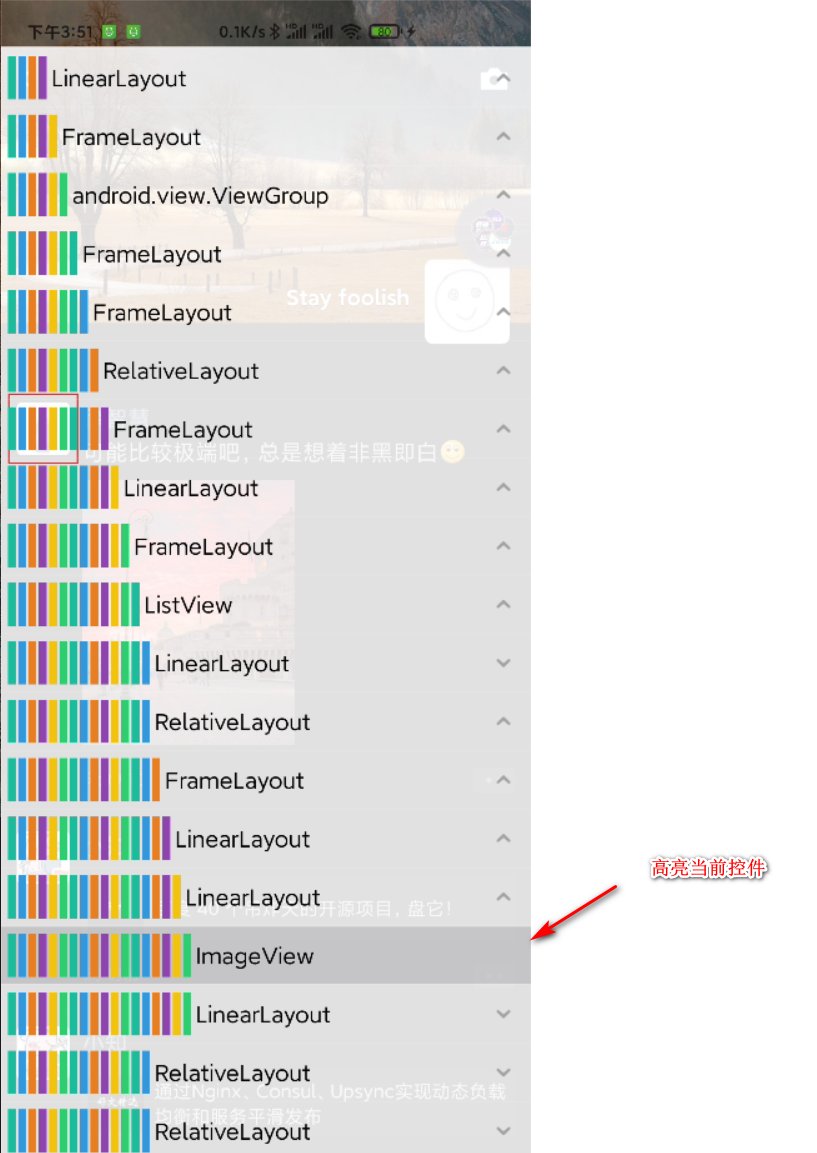 下午3:51
0.1K/s HD HD 80
LinearLayout
FrameLayout
android.view.ViewGroup
FrameLayout
Stay foolish
FrameLayout
RelativeLayout
FrameLayout
可能比较极端吧，总是想着非黑即白
LinearLayout
FrameLayout
ListView
LinearLayout
RelativeLayout
FrameLayout
LinearLayout
高亮当前控件
LinearLayout
的开源项目，盘它！
ImageView
LinearLayout
小知
RelativeLayout
通过Nginx、Consul、Upsync实现动态负载
均衡和服务平滑发布
RelativeLayout